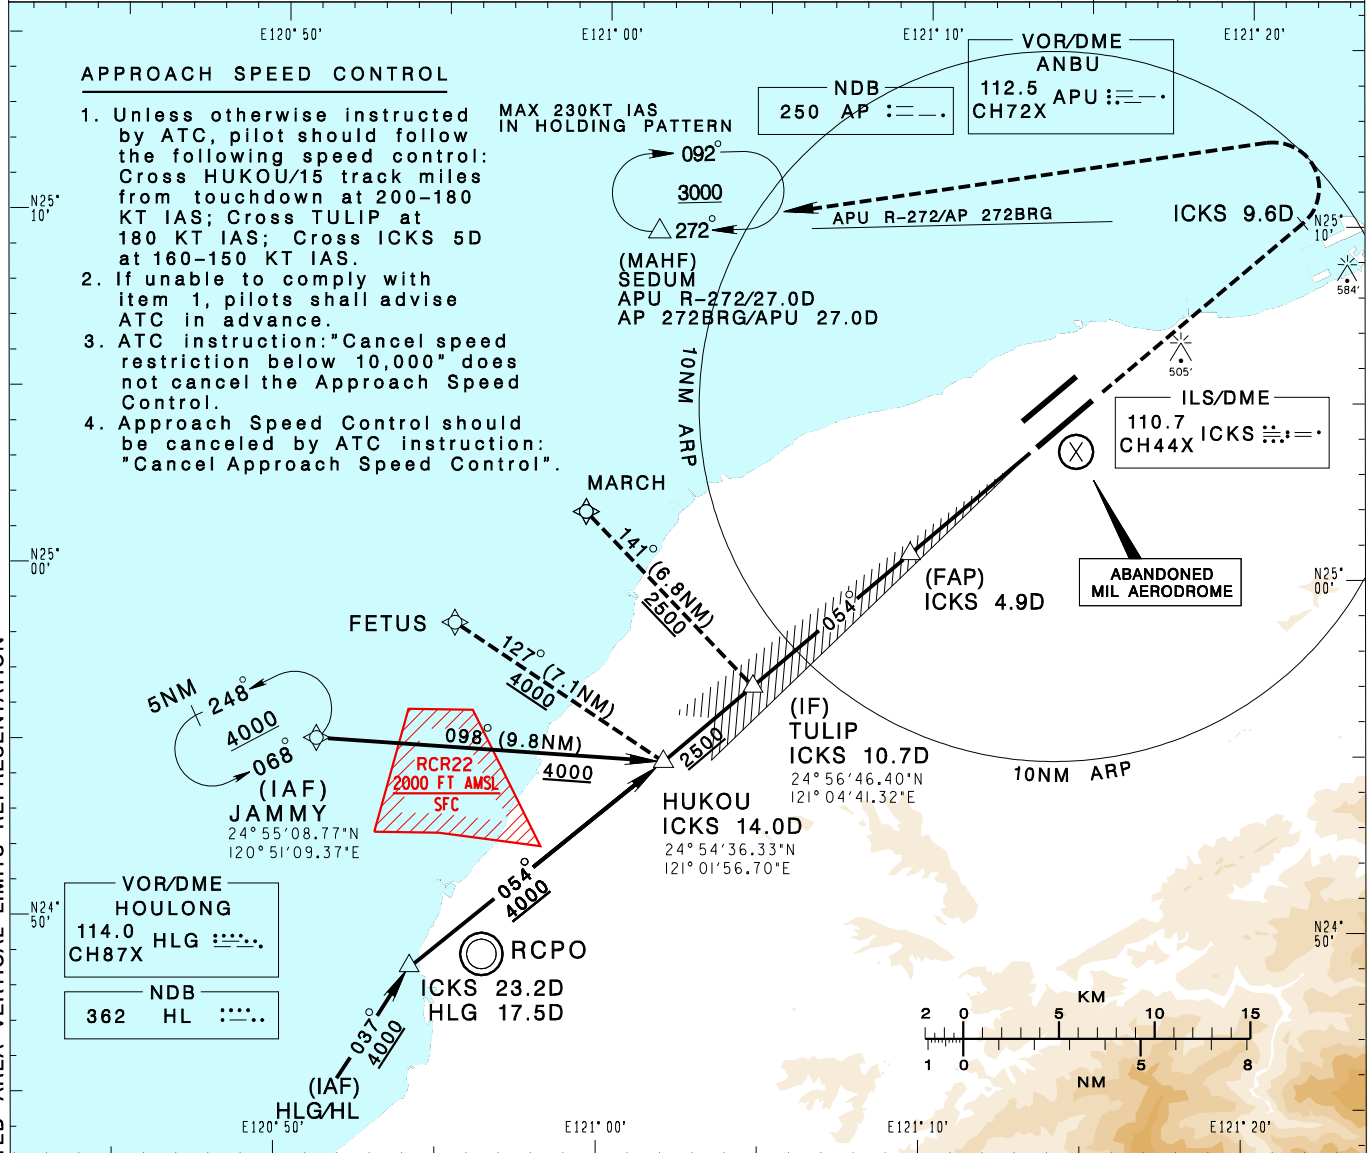 E120°50'
E121°00'
E121°10'
E121°20'
APPROACH SPEED CONTROL
1. Unless otherwise instructed
by ATC, pilot should follow
the following speed control:
Cross HUKOU/15 track miles
from touchdown at 200-180
KT IAS; Cross TULIP at
180 KT IAS; Cross ICKS 5D
at 160-150 KT IAS.
2. If unable to comply with
item 1, pilots shall advise
ATC in advance.
3. ATC instruction:"Cancel speed
restriction below 10,000" does
not cancel the Approach Speed
Control.
4. Approach Speed Control should
be canceled by ATC instruction:
"Cancel Approach Speed Control".
MAX 230KT IAS
IN HOLDING PATTERN
092°
3000
272°
(MAHF)
SEDUM
APU R-272/27.0D
AP 272BRG/APU 27.0D
NDB
250 AP
VOR/DME
ANBU
112.5
CH72X
APU
APU R-272/AP 272BRG
ICKS 9.6D
N25°
10'
N25°
10'
584'
505'
ILS/DME
110.7
CH44X
ICKS
10NM ARP
MARCH
141° (6.8NM)
2500
N25°
00'
N25°
00'
ABANDONED
MIL AERODROME
(FAP)
ICKS 4.9D
054°
FETUS
127° (7.1NM)
4000
5NM
248°
4000
068°
(IAF)
JAMMY
24°55'08.77"N
120°51'09.37"E
098° (9.8NM)
4000
RCR22
2000 FT AMSL
SFC
2500
(IF)
TULIP
ICKS 10.7D
24°56'46.40"N
121°04'41.32"E
10NM ARP
HUKOU
ICKS 14.0D
24°54'36.33"N
121°01'56.70"E
VOR/DME
HOULONG
114.0
CH87X
HLG
NDB
362 HL
054°
4000
N24°
50'
N24°
50'
RCPO
ICKS 23.2D
HLG 17.5D
037°
4000
(IAF)
HLG/HL
KM
2 0 5 10 15
1 0 5 8
NM
E120°50'
E121°00'
E121°10'
E121°20'